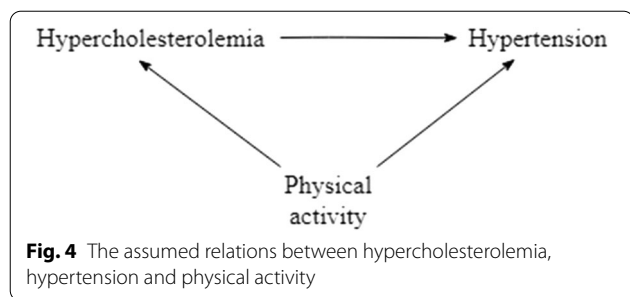 Hypercholesterolemia
Hypertension
Physical
activity
Fig. 4 The assumed relations between hypercholesterolemia,
hypertension and physical activity